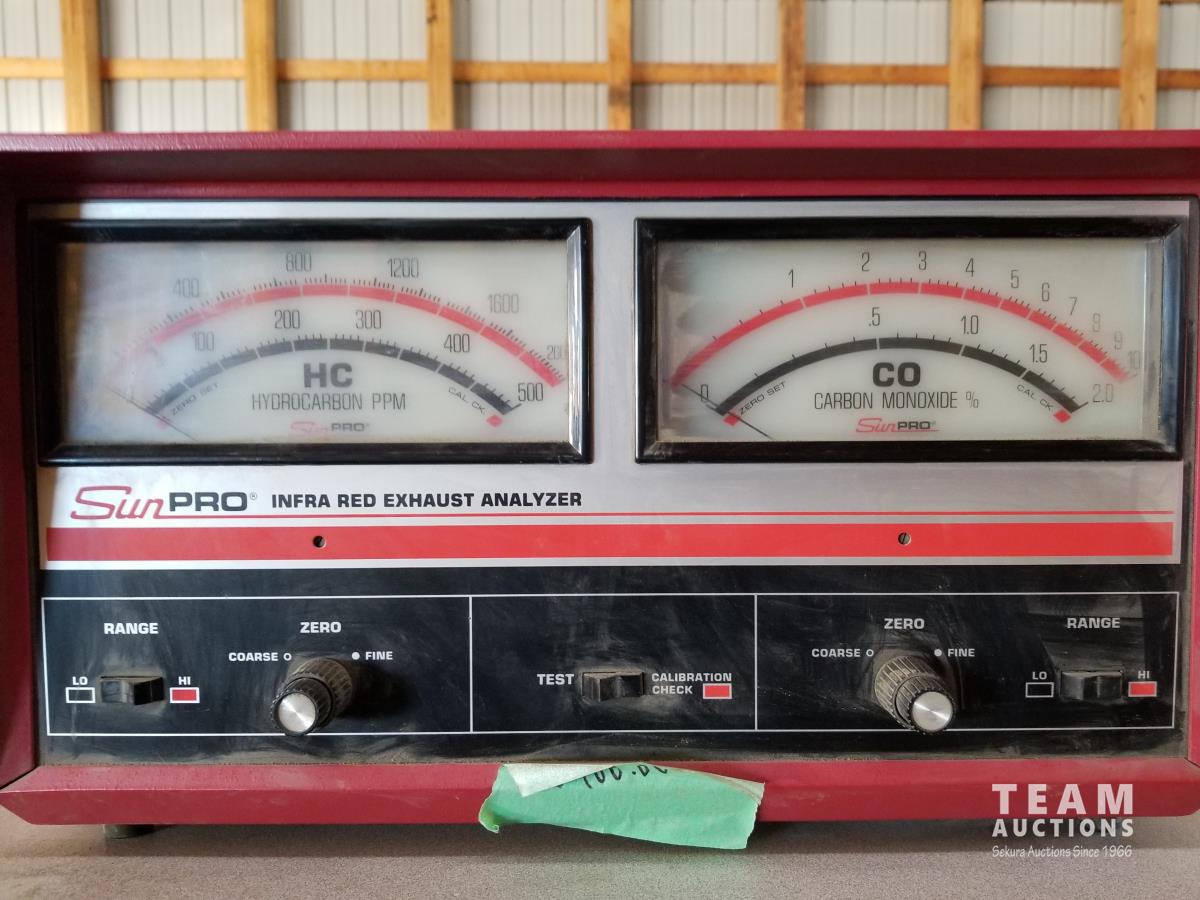 400 800 1200 1600
100 200 300 400 500
ZERO SET CAL CK
HC
HYDROCARBON PPM
SunPRO®
1 2 3 4 5 6 7 8 9 10
0 .5 1.0 1.5 2.0
ZERO SET CAL CK
CO
CARBON MONOXIDE %
SunPRO®
SunPRO® INFRA RED EXHAUST ANALYZER
RANGE
LO HI
ZERO
COARSE FINE
TEST CALIBRATION
CHECK
ZERO
COARSE FINE
RANGE
LO HI
TEAM
AUCTIONS
Sekura Auctions Since 1966